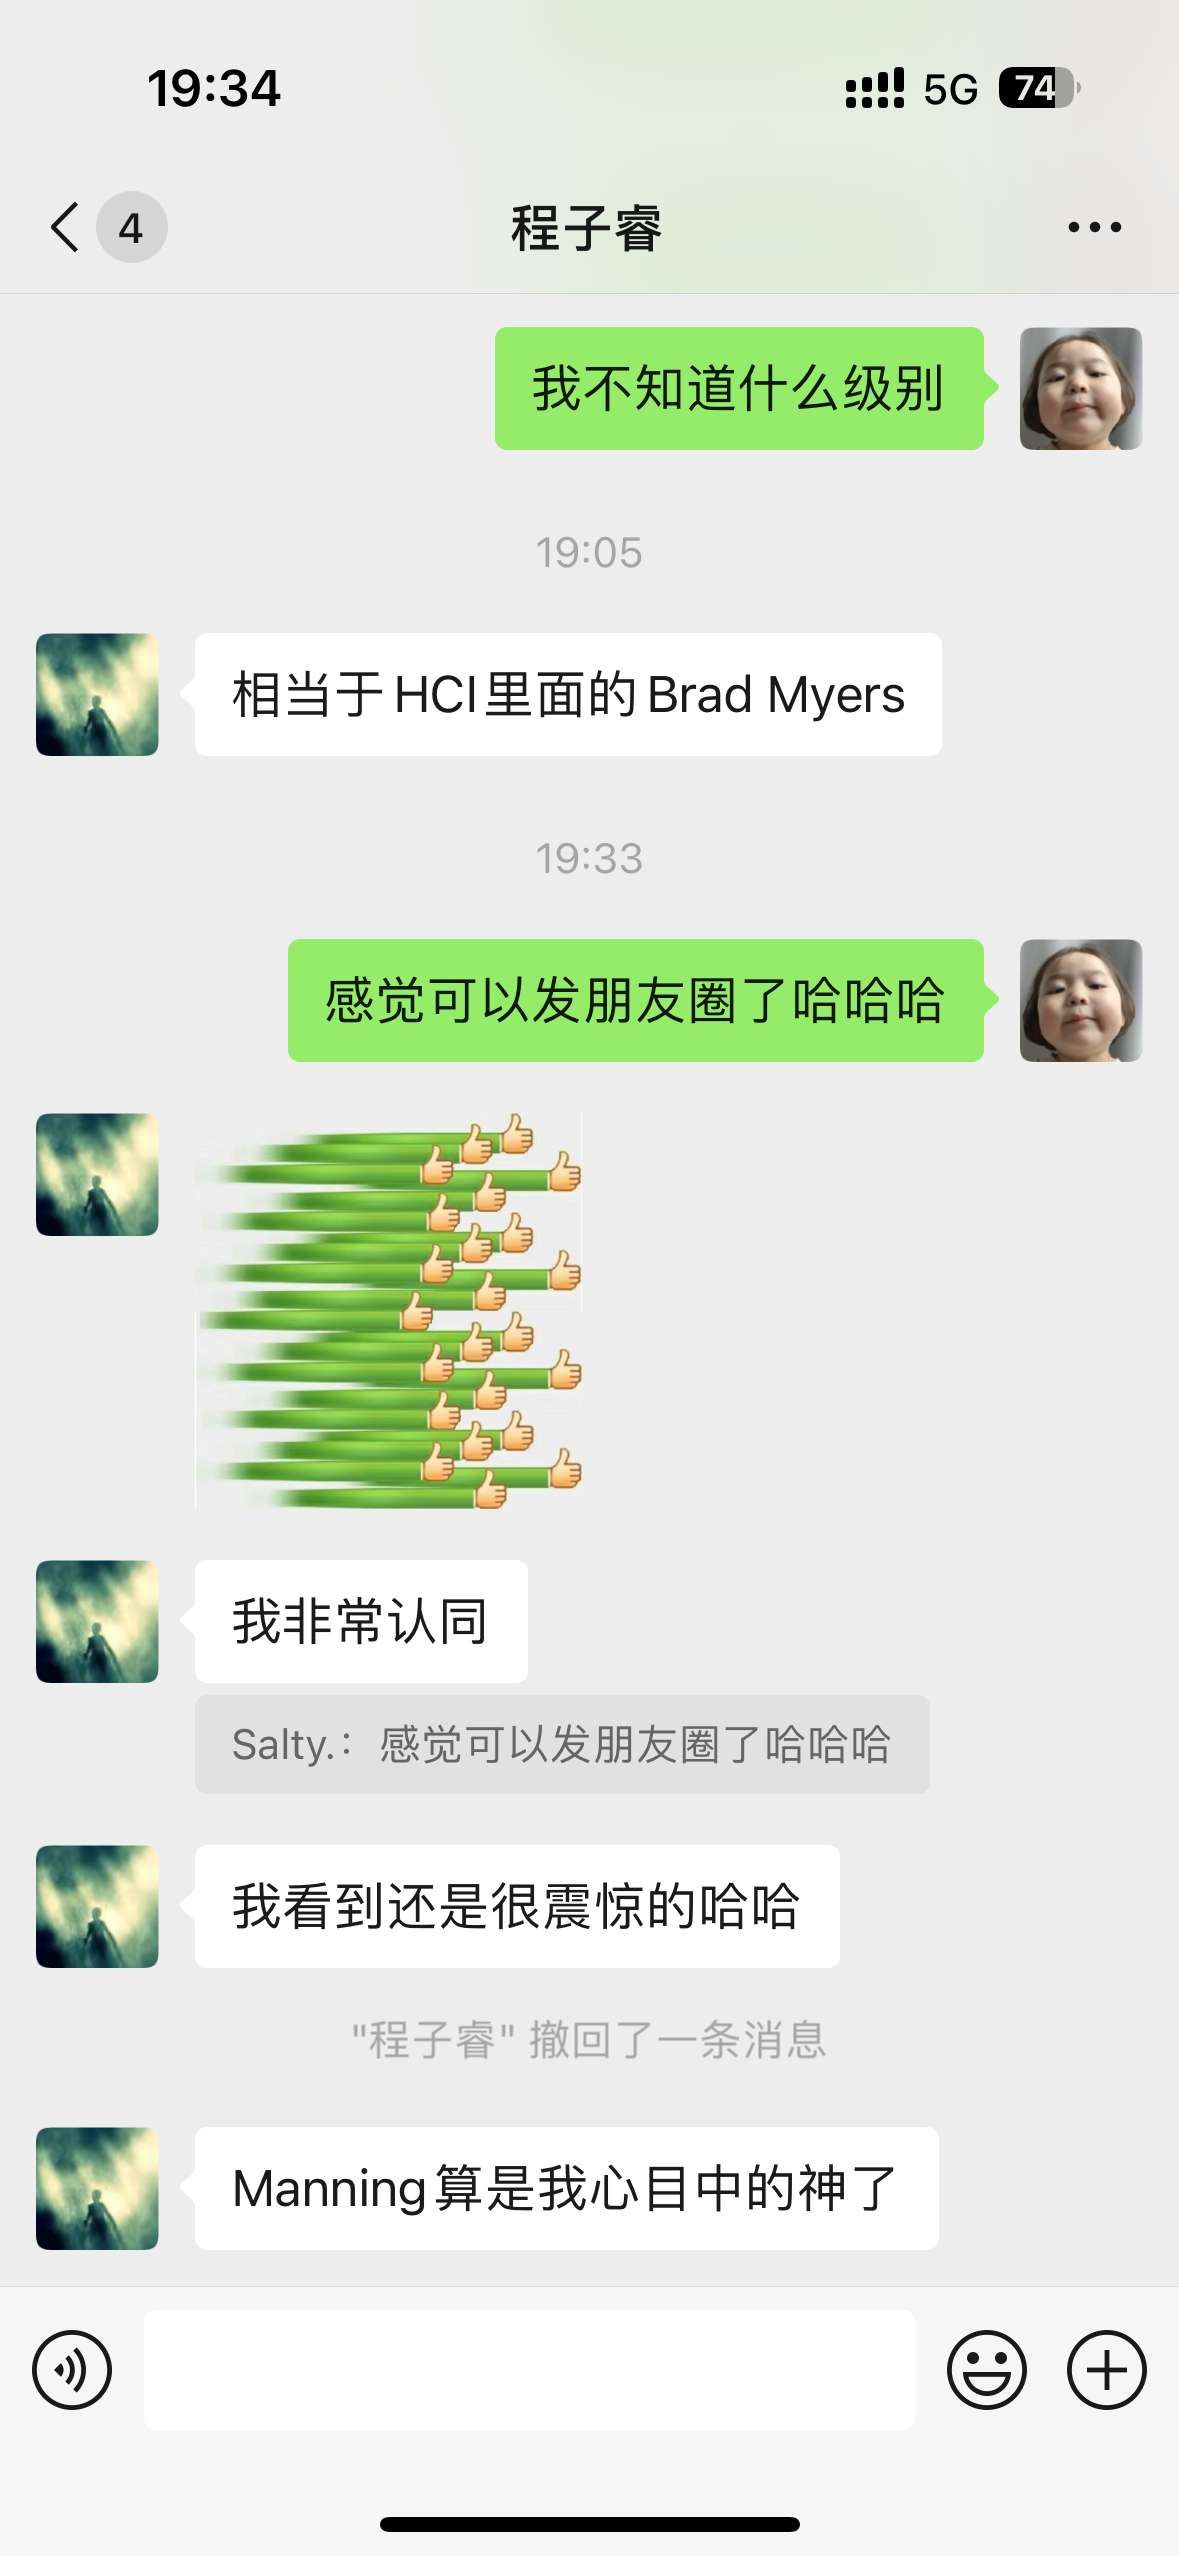 19:34
5G
74
4
程子睿
我不知道什么级别
19:05
相当于HCI里面的Brad Myers
19:33
感觉可以发朋友圈了哈哈哈
我非常认同
Salty.：感觉可以发朋友圈了哈哈哈
我看到还是很震惊的哈哈
"程子睿" 撤回了一条消息
Manning算是我心目中的神了